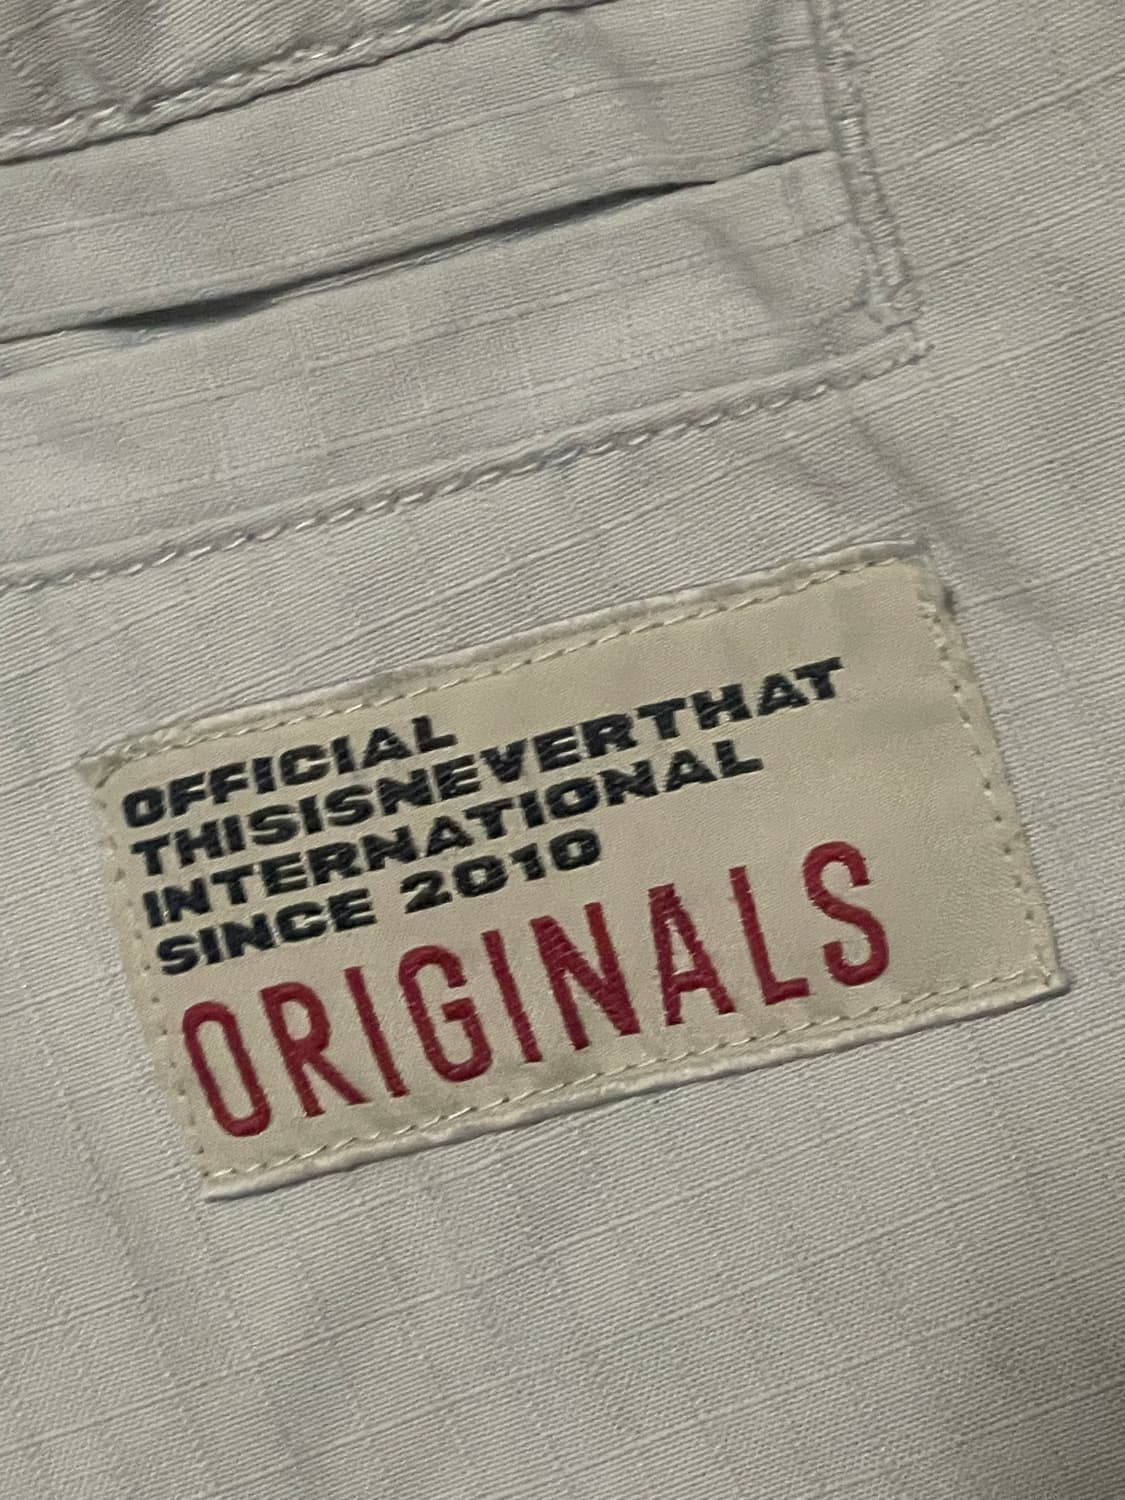 OFFICIAL
THISISNEVERTHAT
INTERNATIONAL
SINCE 2010
ORIGINALS